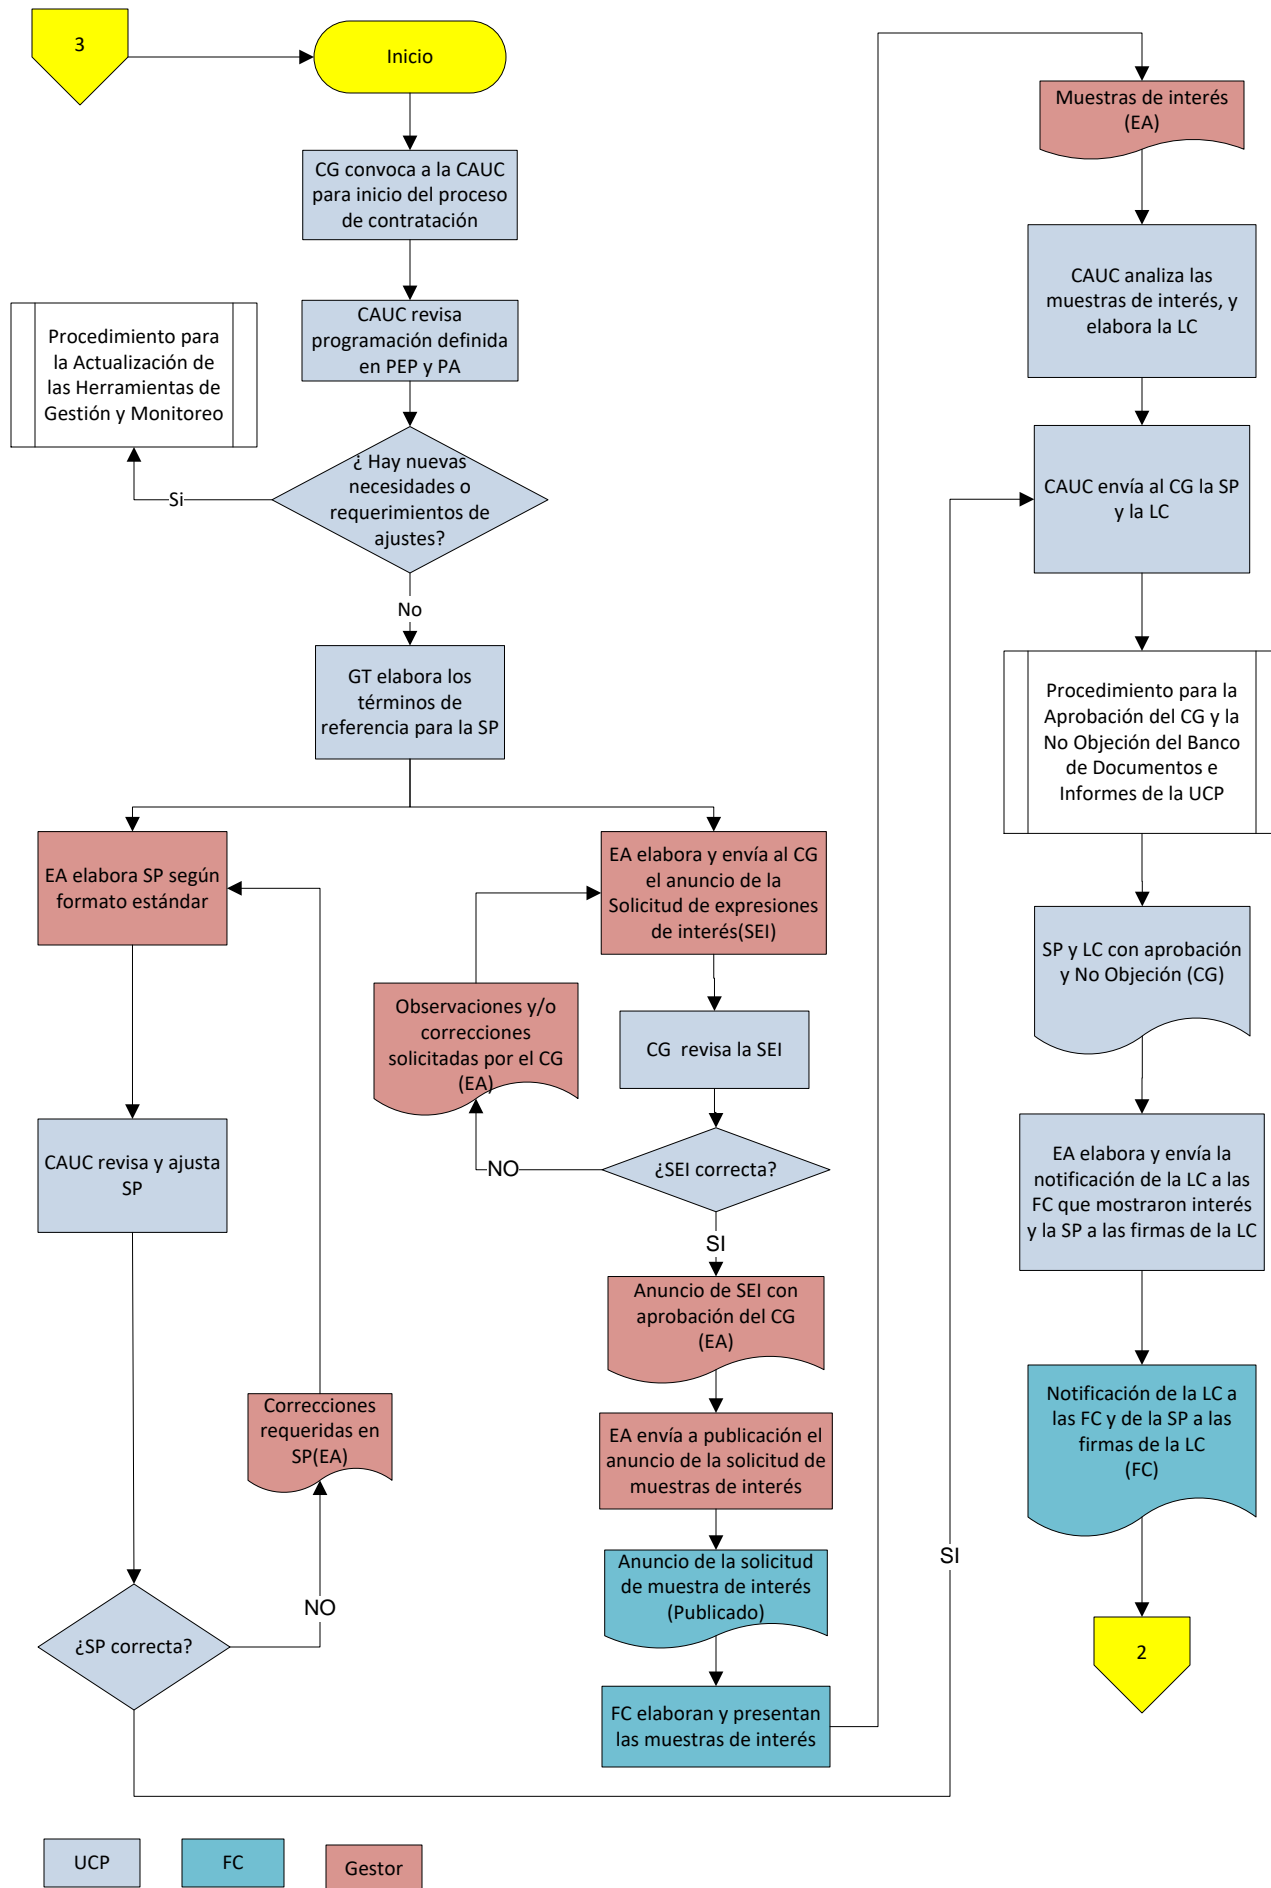 3
Inicio
CG convoca a la CAUC
para inicio del proceso
de contratación
CAUC revisa
programación definida
en PEP y PA
Procedimiento para
la Actualización de
las Herramientas de
Gestión y Monitoreo
¿ Hay nuevas
necesidades o
requerimientos de
ajustes?
Si
No
GT elabora los
términos de
referencia para la SP
EA elabora SP según
formato estándar
CAUC revisa y ajusta
SP
Correcciones
requeridas en
SP(EA)
NO
¿SP correcta?
EA elabora y envía al CG
el anuncio de la
Solicitud de expresiones
de interés(SEI)
Observaciones y/o
correcciones
solicitadas por el CG
(EA)
CG  revisa la SEI
NO
¿SEI correcta?
SI
Anuncio de SEI con
aprobación del CG
(EA)
EA envía a publicación el
anuncio de la solicitud de
muestras de interés
Anuncio de la solicitud
de muestra de interés
(Publicado)
FC elaboran y presentan
las muestras de interés
SI
Muestras de interés
(EA)
CAUC analiza las
muestras de interés, y
elabora la LC
CAUC envía al CG la SP
y la LC
Procedimiento para la
Aprobación del CG y la
No Objeción del Banco
de Documentos e
Informes de la UCP
SP y LC con aprobación
y No Objeción (CG)
EA elabora y envía la
notificación de la LC a las
FC que mostraron interés
y la SP a las firmas de la LC
Notificación de la LC a
las FC y de la SP a las
firmas de la LC
(FC)
2
UCP
FC
Gestor